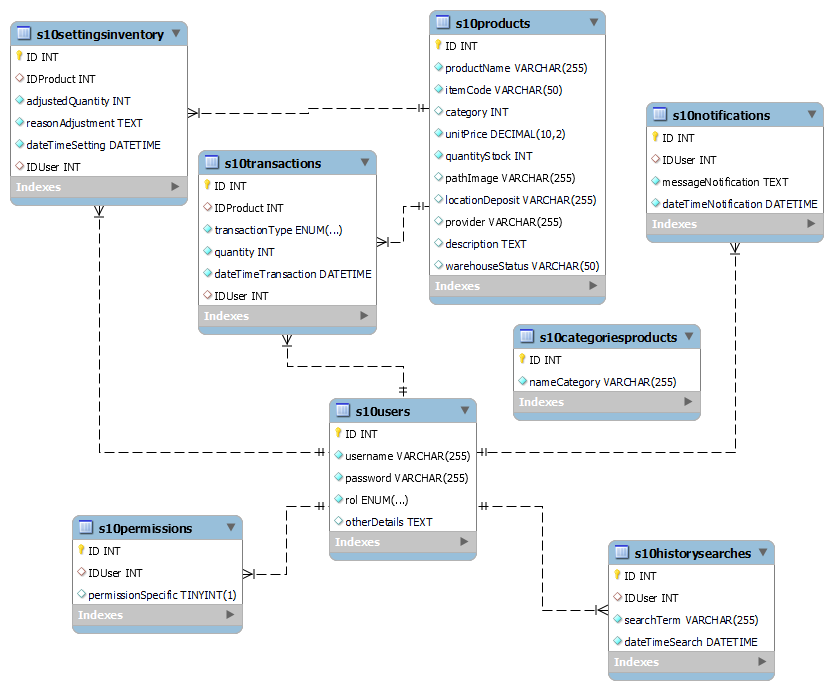 s10settingsinventory
ID INT
IDProduct INT
adjustedQuantity INT
reasonAdjustment TEXT
dateTimeSetting DATETIME
IDUser INT
Indexes
s10products
ID INT
productName VARCHAR(255)
itemCode VARCHAR(50)
category INT
unitPrice DECIMAL(10,2)
quantityStock INT
pathImage VARCHAR(255)
locationDeposit VARCHAR(255)
provider VARCHAR(255)
description TEXT
warehouseStatus VARCHAR(50)
Indexes
s10notifications
ID INT
IDUser INT
messageNotification TEXT
dateTimeNotification DATETIME
Indexes
s10transactions
ID INT
IDProduct INT
transactionType ENUM(...)
quantity INT
dateTimeTransaction DATETIME
IDUser INT
Indexes
s10categoriesproducts
ID INT
nameCategory VARCHAR(255)
Indexes
s10users
ID INT
username VARCHAR(255)
password VARCHAR(255)
rol ENUM(...)
otherDetails TEXT
Indexes
s10permissions
ID INT
IDUser INT
permissionSpecific TINYINT(1)
Indexes
s10historysearches
ID INT
IDUser INT
searchTerm VARCHAR(255)
dateTimeSearch DATETIME
Indexes